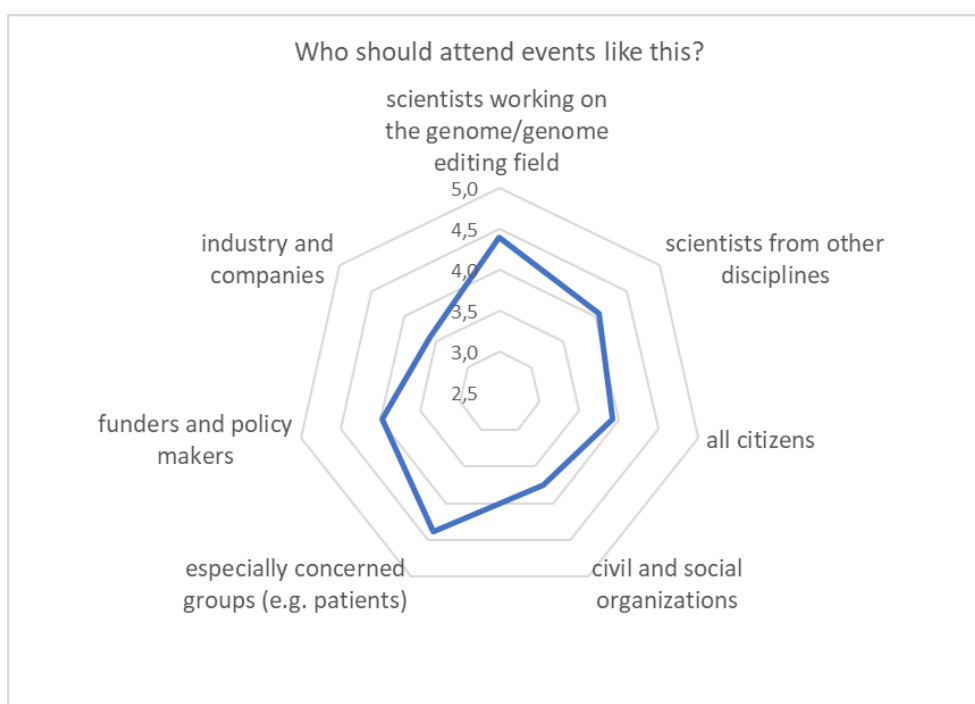 Who should attend events like this?
scientists working on
the genome/genome
editing field
5,0
4,5
4,0
3,5
3,0
2,5
industry and
companies
scientists from other
disciplines
funders and policy
makers
all citizens
especially concerned
groups (e.g. patients)
civil and social
organizations